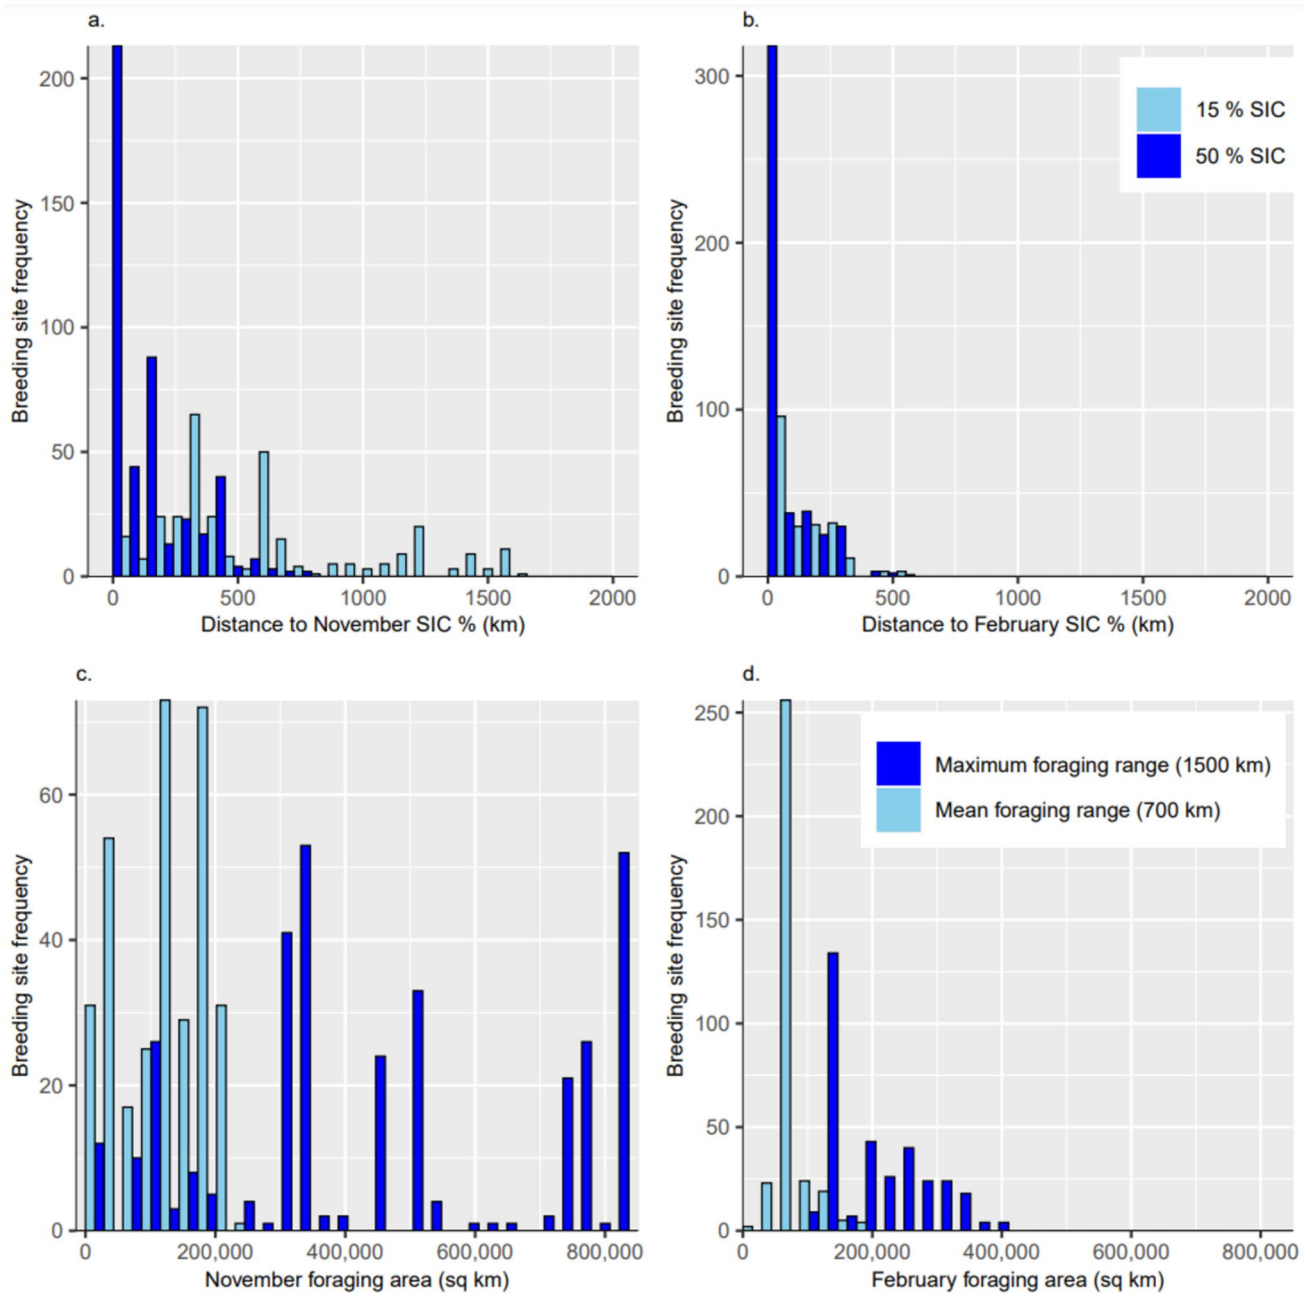 a.
200
150
100
50
0
Breeding site frequency
0 500 1000 1500 2000
Distance to November SIC % (km)
b.
300
200
100
0
Breeding site frequency
15 % SIC
50 % SIC
0 500 1000 1500 2000
Distance to February SIC % (km)
c.
60
40
20
0
Breeding site frequency
0 200,000 400,000 600,000 800,000
November foraging area (sq km)
d.
250
200
150
100
50
0
Breeding site frequency
Maximum foraging range (1500 km)
Mean foraging range (700 km)
0 200,000 400,000 600,000 800,000
February foraging area (sq km)